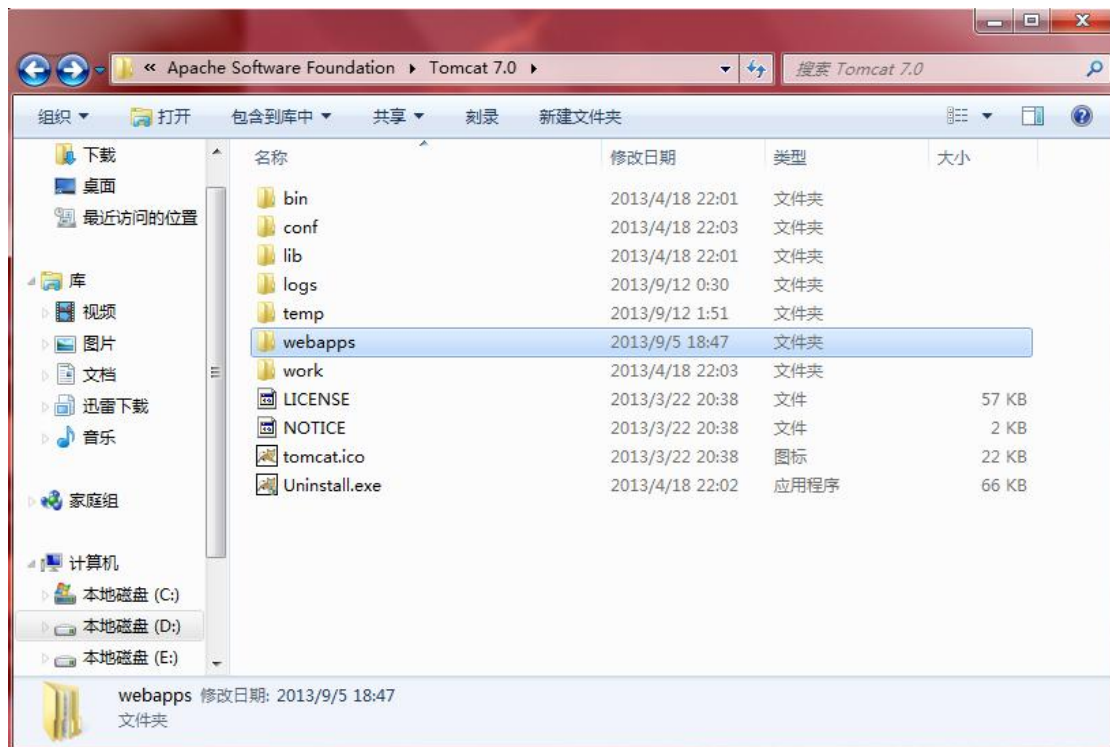 « Apache Software Foundation ▸ Tomcat 7.0 ▸ 搜索 Tomcat 7.0
组织 打开 包含到库中 共享 刻录 新建文件夹
下载
桌面
最近访问的位置
库
视频
图片
文档
迅雷下载
音乐
家庭组
计算机
本地磁盘 (C:)
本地磁盘 (D:)
本地磁盘 (E:)
名称 修改日期 类型 大小
bin 2013/4/18 22:01 文件夹
conf 2013/4/18 22:03 文件夹
lib 2013/4/18 22:01 文件夹
logs 2013/9/12 0:30 文件夹
temp 2013/9/12 1:51 文件夹
webapps 2013/9/5 18:47 文件夹
work 2013/4/18 22:03 文件夹
LICENSE 2013/3/22 20:38 文件 57 KB
NOTICE 2013/3/22 20:38 文件 2 KB
tomcat.ico 2013/3/22 20:38 图标 22 KB
Uninstall.exe 2013/4/18 22:02 应用程序 66 KB
webapps 修改日期: 2013/9/5 18:47
文件夹